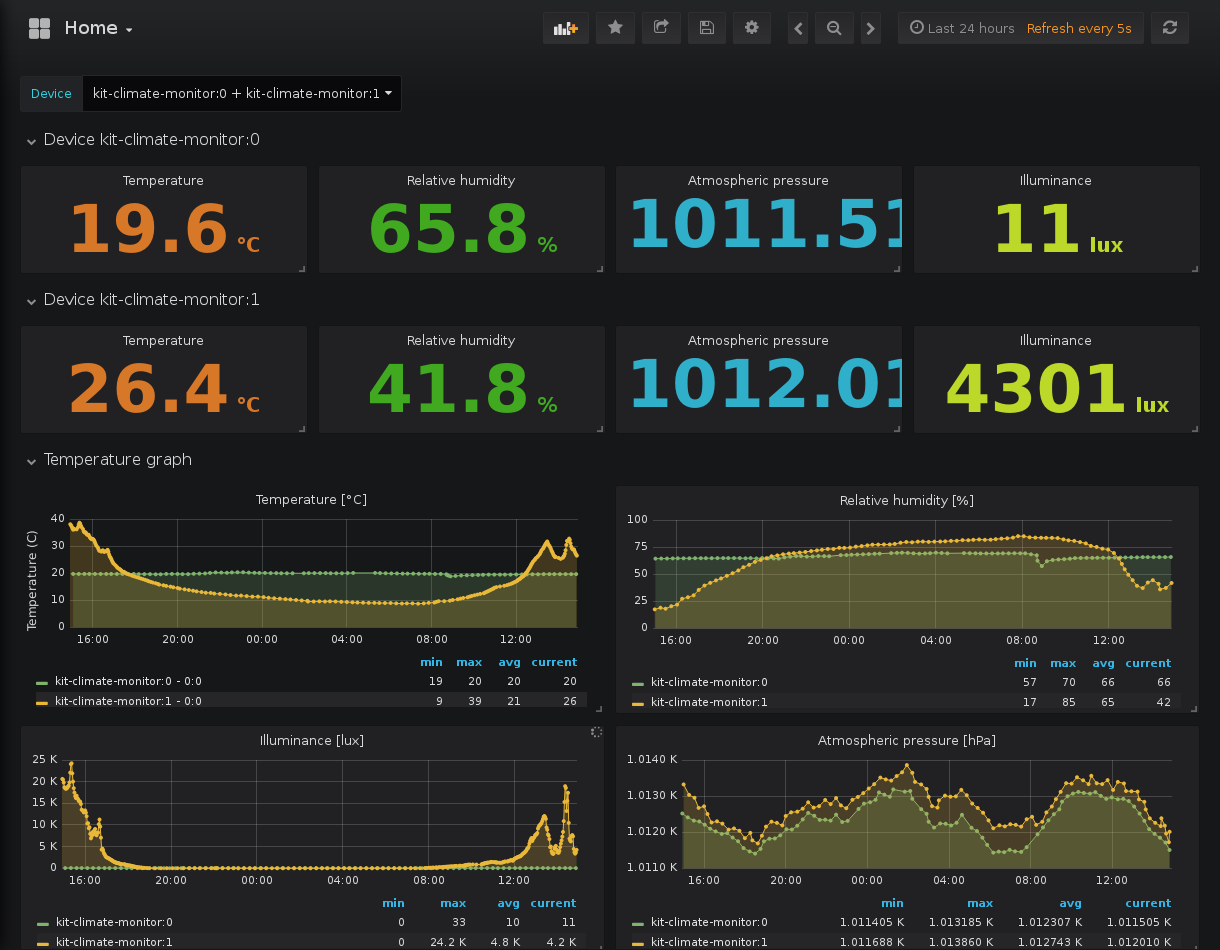 Home
Last 24 hours Refresh every 5s
Device kit-climate-monitor:0 + kit-climate-monitor:1
Device kit-climate-monitor:0
Temperature Relative humidity Atmospheric pressure Illuminance
19.6 °C 65.8 % 1011.51 11 lux
Device kit-climate-monitor:1
Temperature Relative humidity Atmospheric pressure Illuminance
26.4 °C 41.8 % 1012.01 4301 lux
Temperature graph
Temperature [°C]
Temperature (C)
40
30
20
10
0
16:00 20:00 00:00 04:00 08:00 12:00
min max avg current
kit-climate-monitor:0 - 0:0 19 20 20 20
kit-climate-monitor:1 - 0:0 9 39 21 26
Relative humidity [%]
100
75
50
25
0
16:00 20:00 00:00 04:00 08:00 12:00
min max avg current
kit-climate-monitor:0 57 70 66 66
kit-climate-monitor:1 17 85 65 42
Illuminance [lux]
25 K
20 K
15 K
10 K
5 K
0
16:00 20:00 00:00 04:00 08:00 12:00
min max avg current
kit-climate-monitor:0 0 33 10 11
kit-climate-monitor:1 0 24.2 K 4.8 K 4.2 K
Atmospheric pressure [hPa]
1.0140 K
1.0130 K
1.0120 K
1.0110 K
16:00 20:00 00:00 04:00 08:00 12:00
min max avg current
kit-climate-monitor:0 1.011405 K 1.013185 K 1.012307 K 1.011505 K
kit-climate-monitor:1 1.011688 K 1.013860 K 1.012743 K 1.012010 K